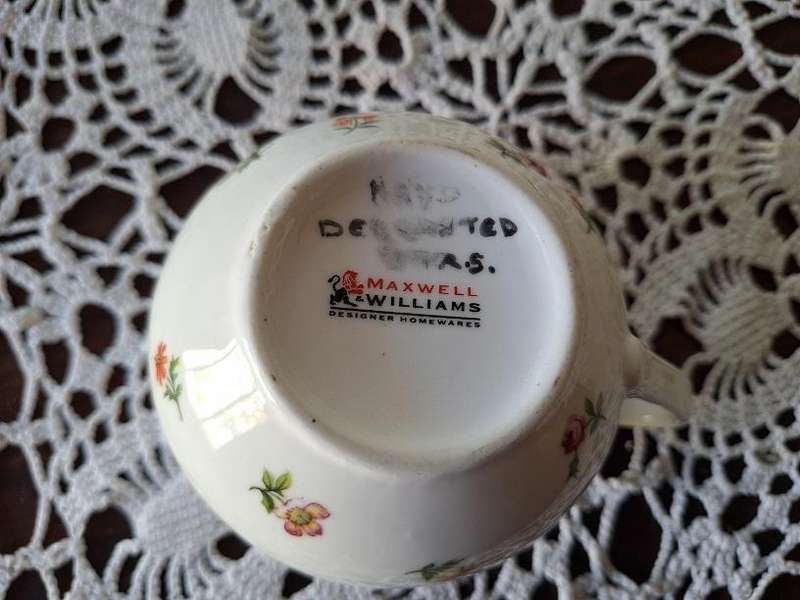 HAND
DECORATED
MAXWELL
& WILLIAMS
DESIGNER HOMEWARES